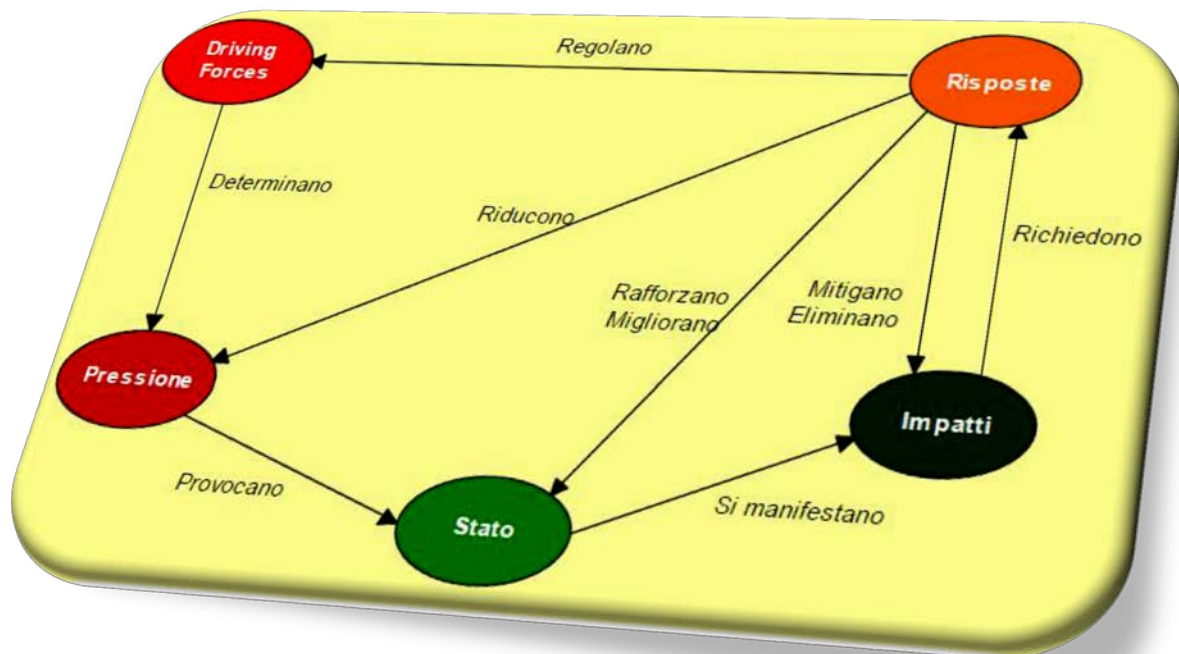 Driving
Forces
Regolano
Risposte
Determinano
Riducono
Richiedono
Rafforzano
Migliorano
Mitigano
Eliminano
Pressione
Impatti
Provocano
Stato
Si manifestano